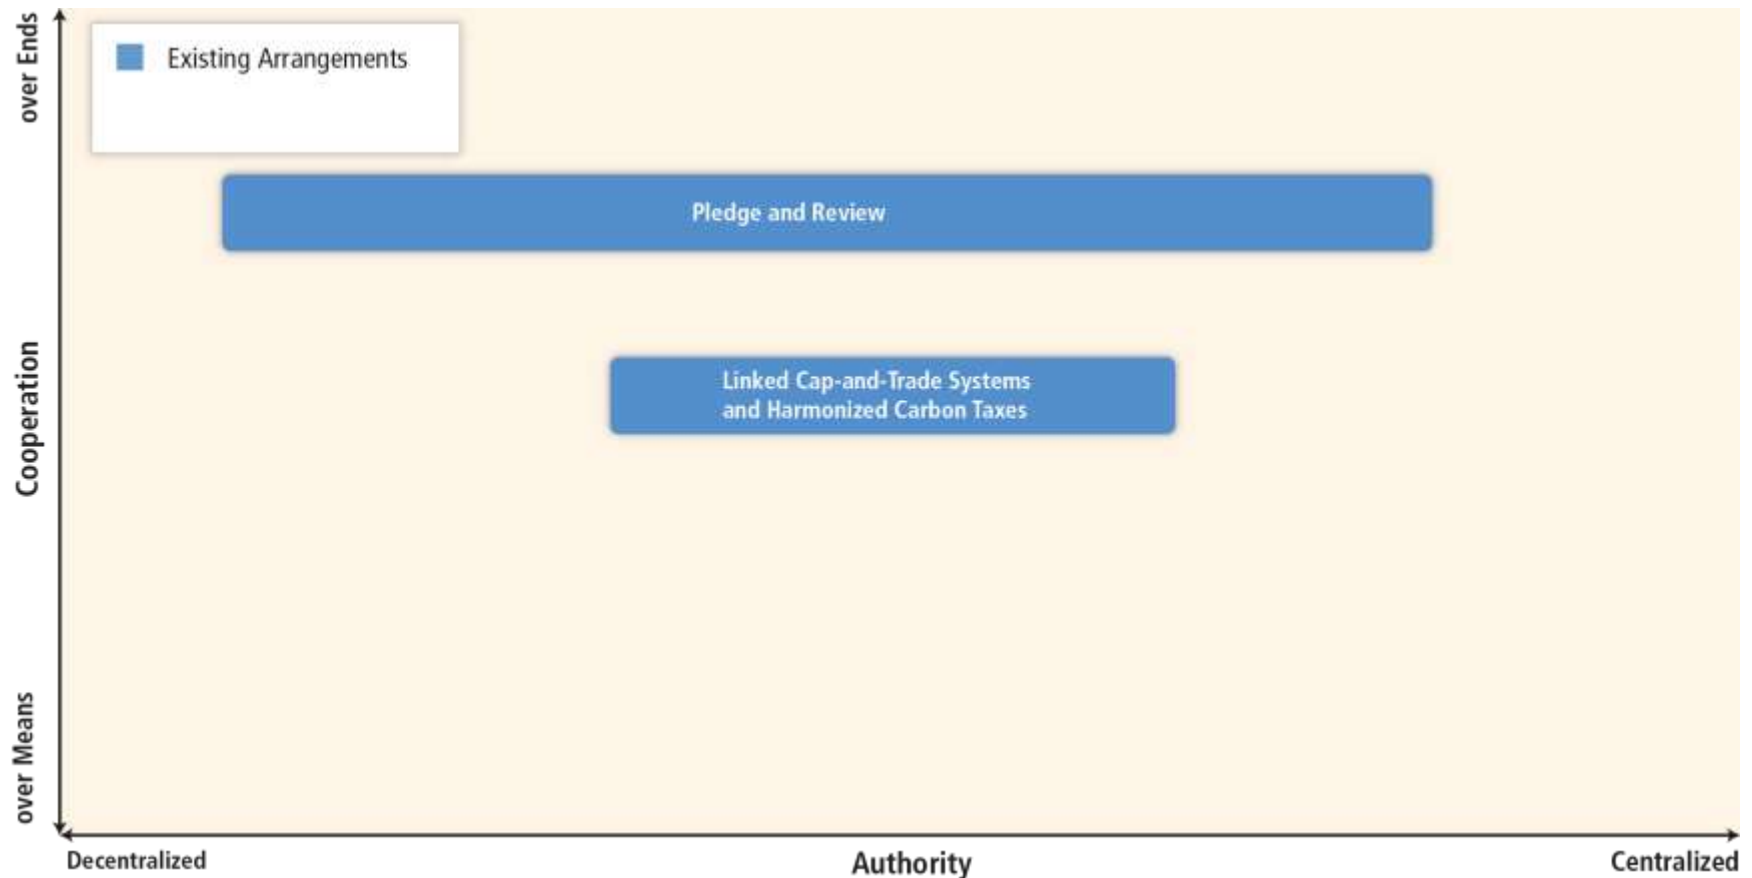 over Ends
Existing Arrangements
Pledge and Review
Cooperation
Linked Cap-and-Trade Systems
and Harmonized Carbon Taxes
over Means
Decentralized
Authority
Centralized